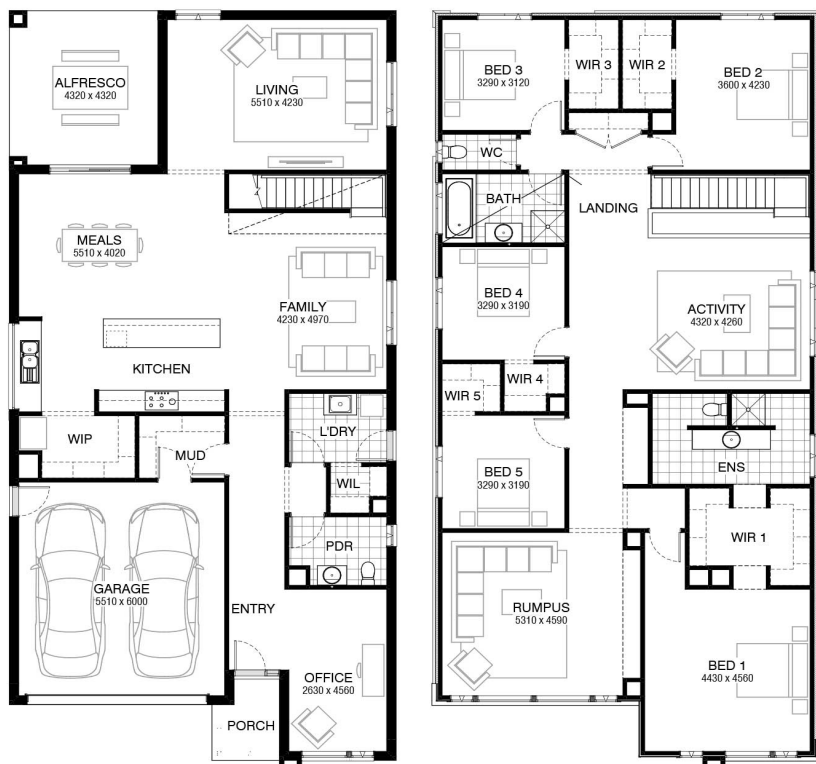 ALFRESCO
4320 x 4320
LIVING
5510 x 4230
MEALS
5510 x 4020
FAMILY
4230 x 4970
KITCHEN
WIP
MUD
L'DRY
WIL
PDR
GARAGE
5510 x 6000
ENTRY
OFFICE
2630 x 4560
PORCH
BED 3
3290 x 3120
WIR 3
WIR 2
BED 2
3600 x 4230
WC
BATH
LANDING
BED 4
3290 x 3190
ACTIVITY
4320 x 4260
WIR 5
WIR 4
ENS
BED 5
3290 x 3190
WIR 1
RUMPUS
5310 x 4590
BED 1
4430 x 4560